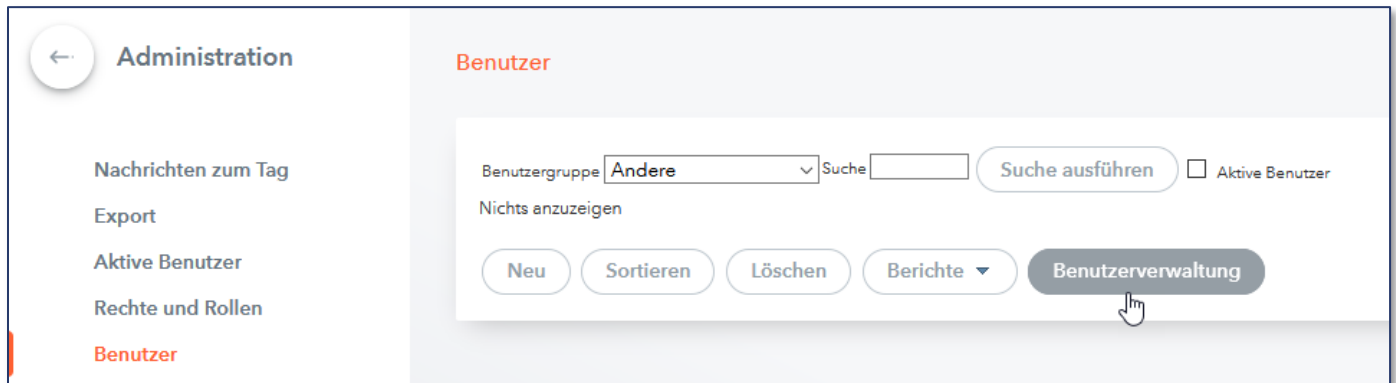 Administration
Nachrichten zum Tag
Export
Aktive Benutzer
Rechte und Rollen
Benutzer
Benutzer
Benutzergruppe Andere Suche Suche ausführen Aktive Benutzer
Nichts anzuzeigen
Neu Sortieren Löschen Berichte Benutzerverwaltung